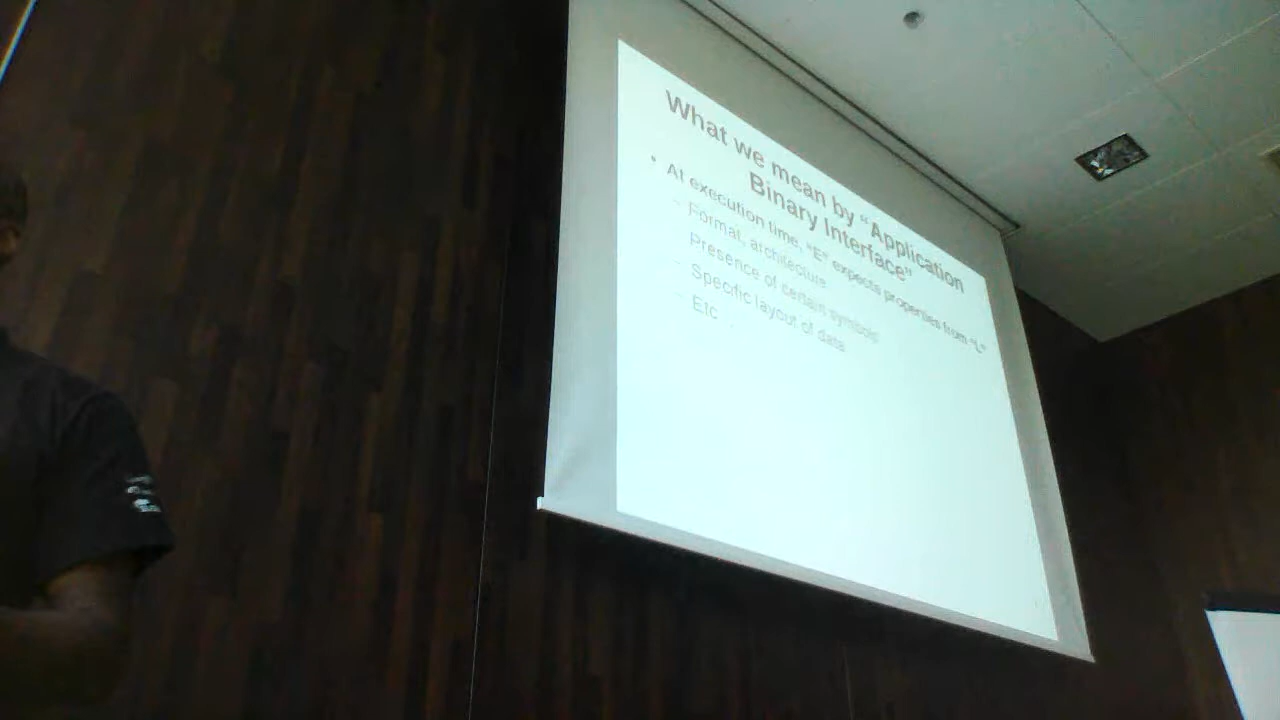 What we mean by “Application
Binary Interface”
• At execution time, “E” expects properties from “L”
– Format, architecture
– Presence of certain symbols
– Specific layout of data
– Etc